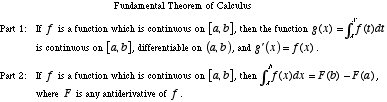 Fundamental Theorem of Calculus
Part 1: If f is a function which is continuous on [a, b], then the function g(x) = ∫ₐˣ f(t)dt
is continuous on [a, b], differentiable on (a, b), and g'(x) = f(x).
Part 2: If f is a function which is continuous on [a, b], then ∫ₐᵇ f(x)dx = F(b) − F(a),
where F is any antiderivative of f.